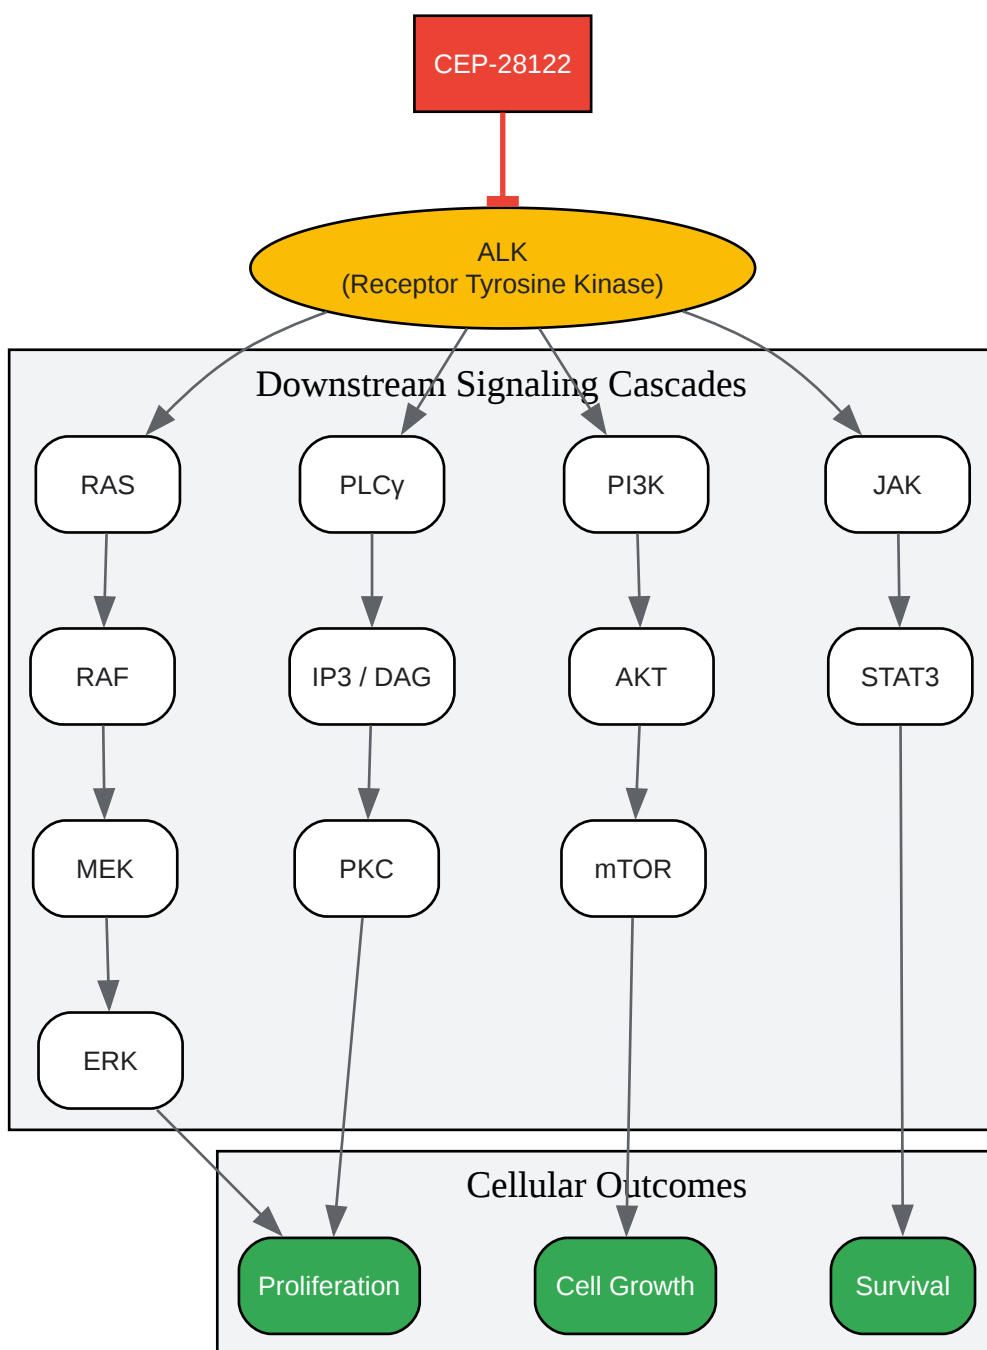 CEP-28122
ALK
(Receptor Tyrosine Kinase)
Downstream Signaling Cascades
RAS
PLCγ
PI3K
JAK
RAF
IP3 / DAG
AKT
STAT3
MEK
PKC
mTOR
ERK
Cellular Outcomes
Proliferation
Cell Growth
Survival